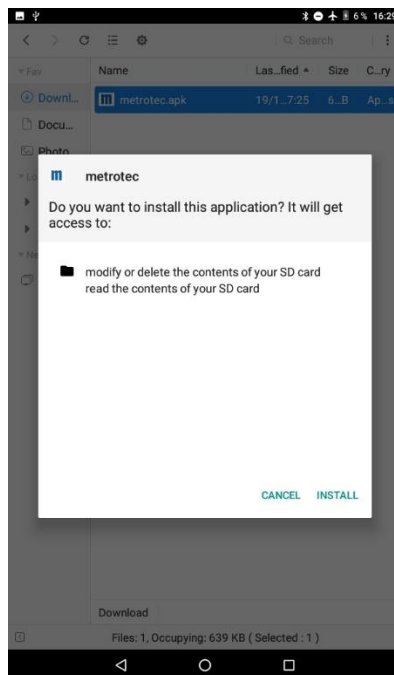 6% 16:29
Search
Fav
Name Las...fied Size C...ry
Downl... metrotec.apk 19/1...7:25 6...B Ap...s
Docu...
Photo
Lo
m metrotec
Do you want to install this application? It will get
access to:
Ne
modify or delete the contents of your SD card
read the contents of your SD card
CANCEL INSTALL
Download
Files: 1, Occupying: 639 KB ( Selected : 1 )